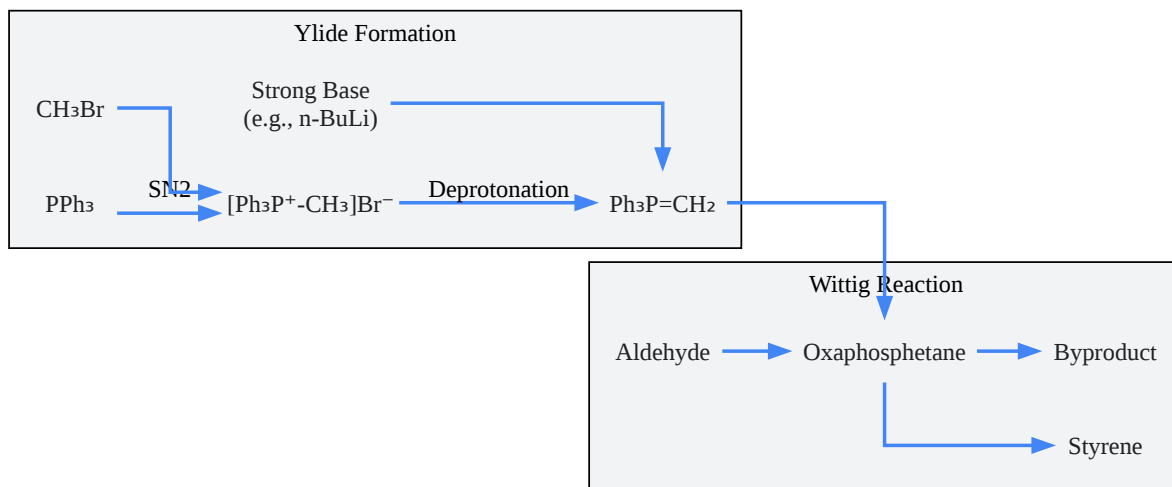 Ylide Formation
CH₃Br
Strong Base
(e.g., n-BuLi)
PPh₃
SN2
[Ph₃P⁺-CH₃]Br⁻
Deprotonation
Ph₃P=CH₂
Wittig Reaction
Aldehyde
Oxaphosphetane
Byproduct
Styrene